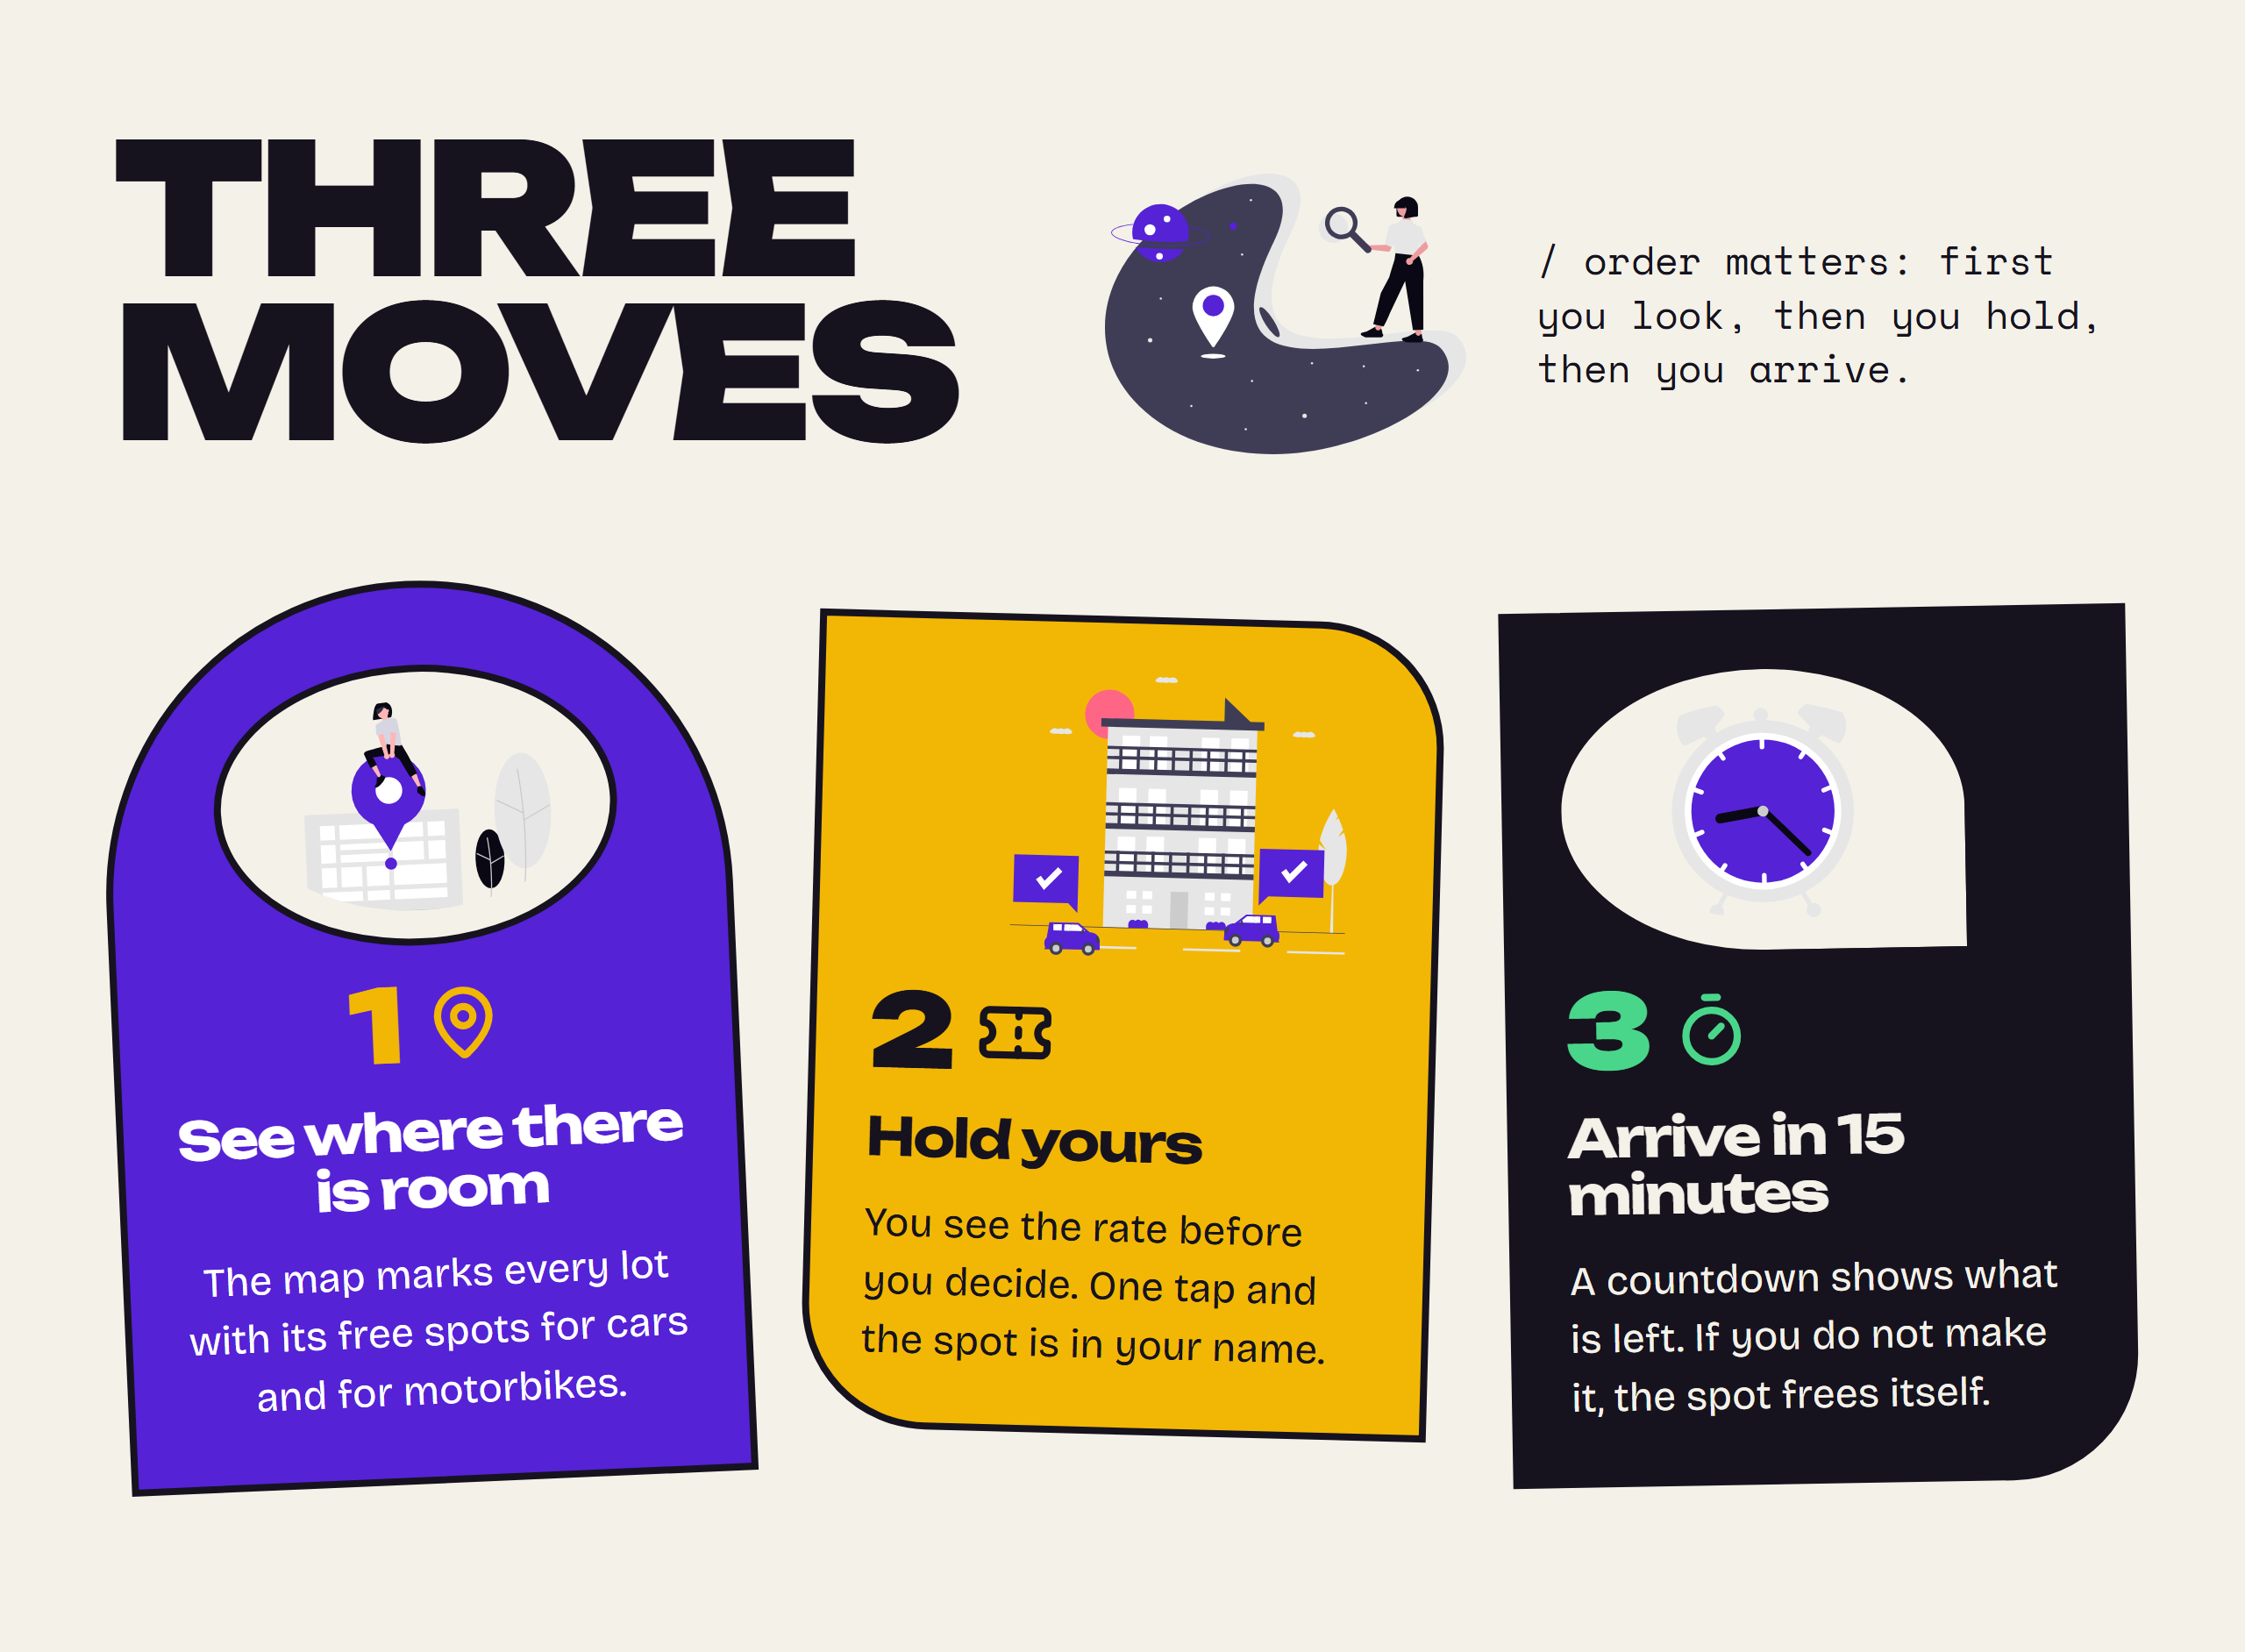 THREE
MOVES
/ order matters: first
you look, then you hold,
then you arrive.
1
See where there
is room
The map marks every lot
with its free spots for cars
and for motorbikes.
2
Hold yours
You see the rate before
you decide. One tap and
the spot is in your name.
3
Arrive in 15
minutes
A countdown shows what
is left. If you do not make
it, the spot frees itself.